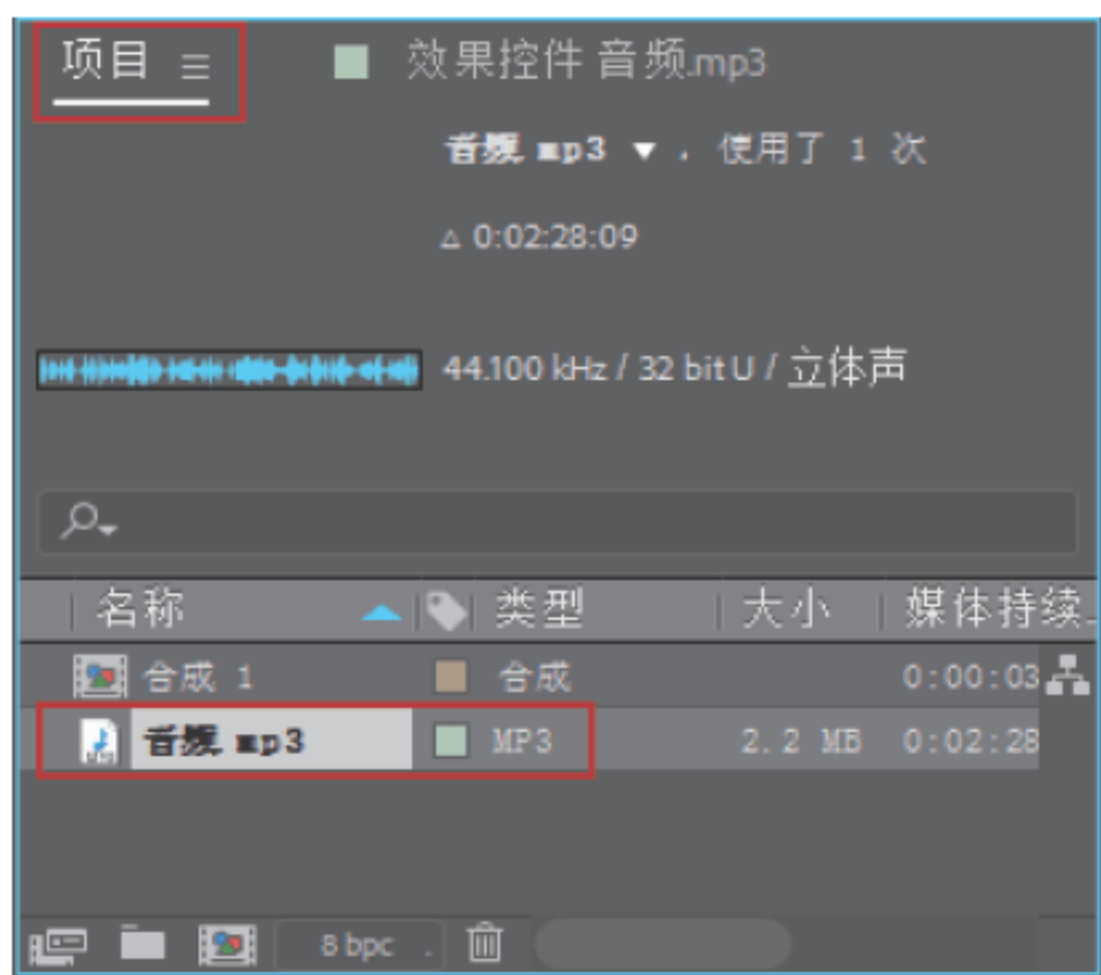 项目 效果控件 音频.mp3
音频.mp3 ，使用了 1 次
△ 0:02:28:09
44.100 kHz / 32 bit U / 立体声
名称 类型 大小 媒体持续
合成 1 合成 0:00:03
音频.mp3 MP3 2.2 MB 0:02:28
8 bpc